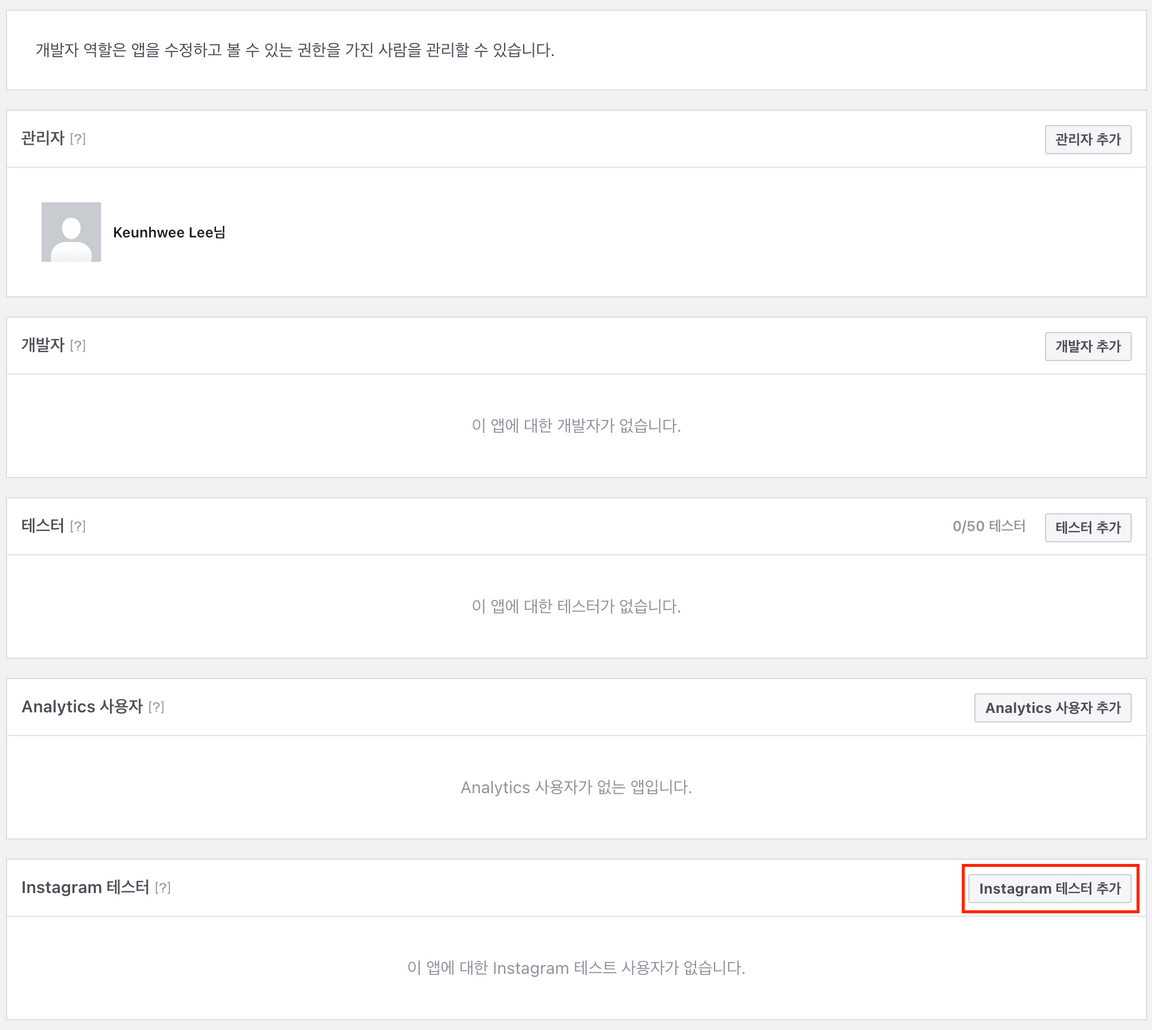 개발자 역할은 앱을 수정하고 볼 수 있는 권한을 가진 사람을 관리할 수 있습니다.
관리자 [?]
관리자 추가
Keunhwee Lee님
개발자 [?]
개발자 추가
이 앱에 대한 개발자가 없습니다.
테스터 [?]
0/50 테스터
테스터 추가
이 앱에 대한 테스터가 없습니다.
Analytics 사용자 [?]
Analytics 사용자 추가
Analytics 사용자가 없는 앱입니다.
Instagram 테스터 [?]
Instagram 테스터 추가
이 앱에 대한 Instagram 테스트 사용자가 없습니다.